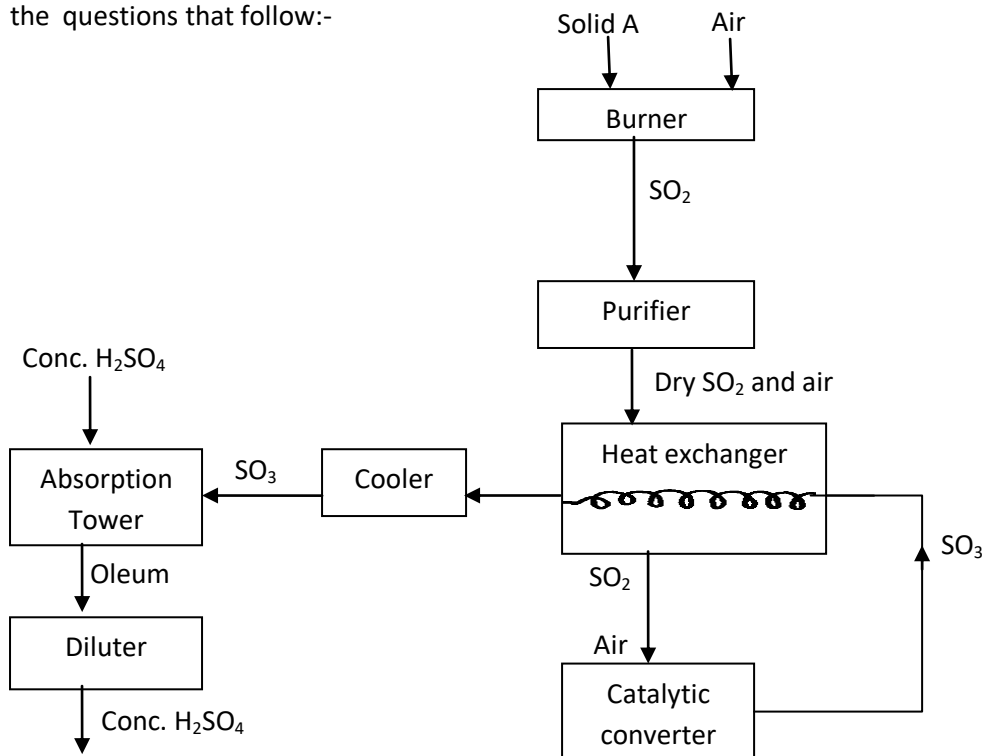 the questions that follow:-
Solid A
Air
Burner
SO₂
Purifier
Dry SO₂ and air
Conc. H₂SO₄
Heat exchanger
Absorption
Tower
SO₃
Cooler
SO₃
Oleum
SO₂
Diluter
Air
Catalytic
converter
Conc. H₂SO₄